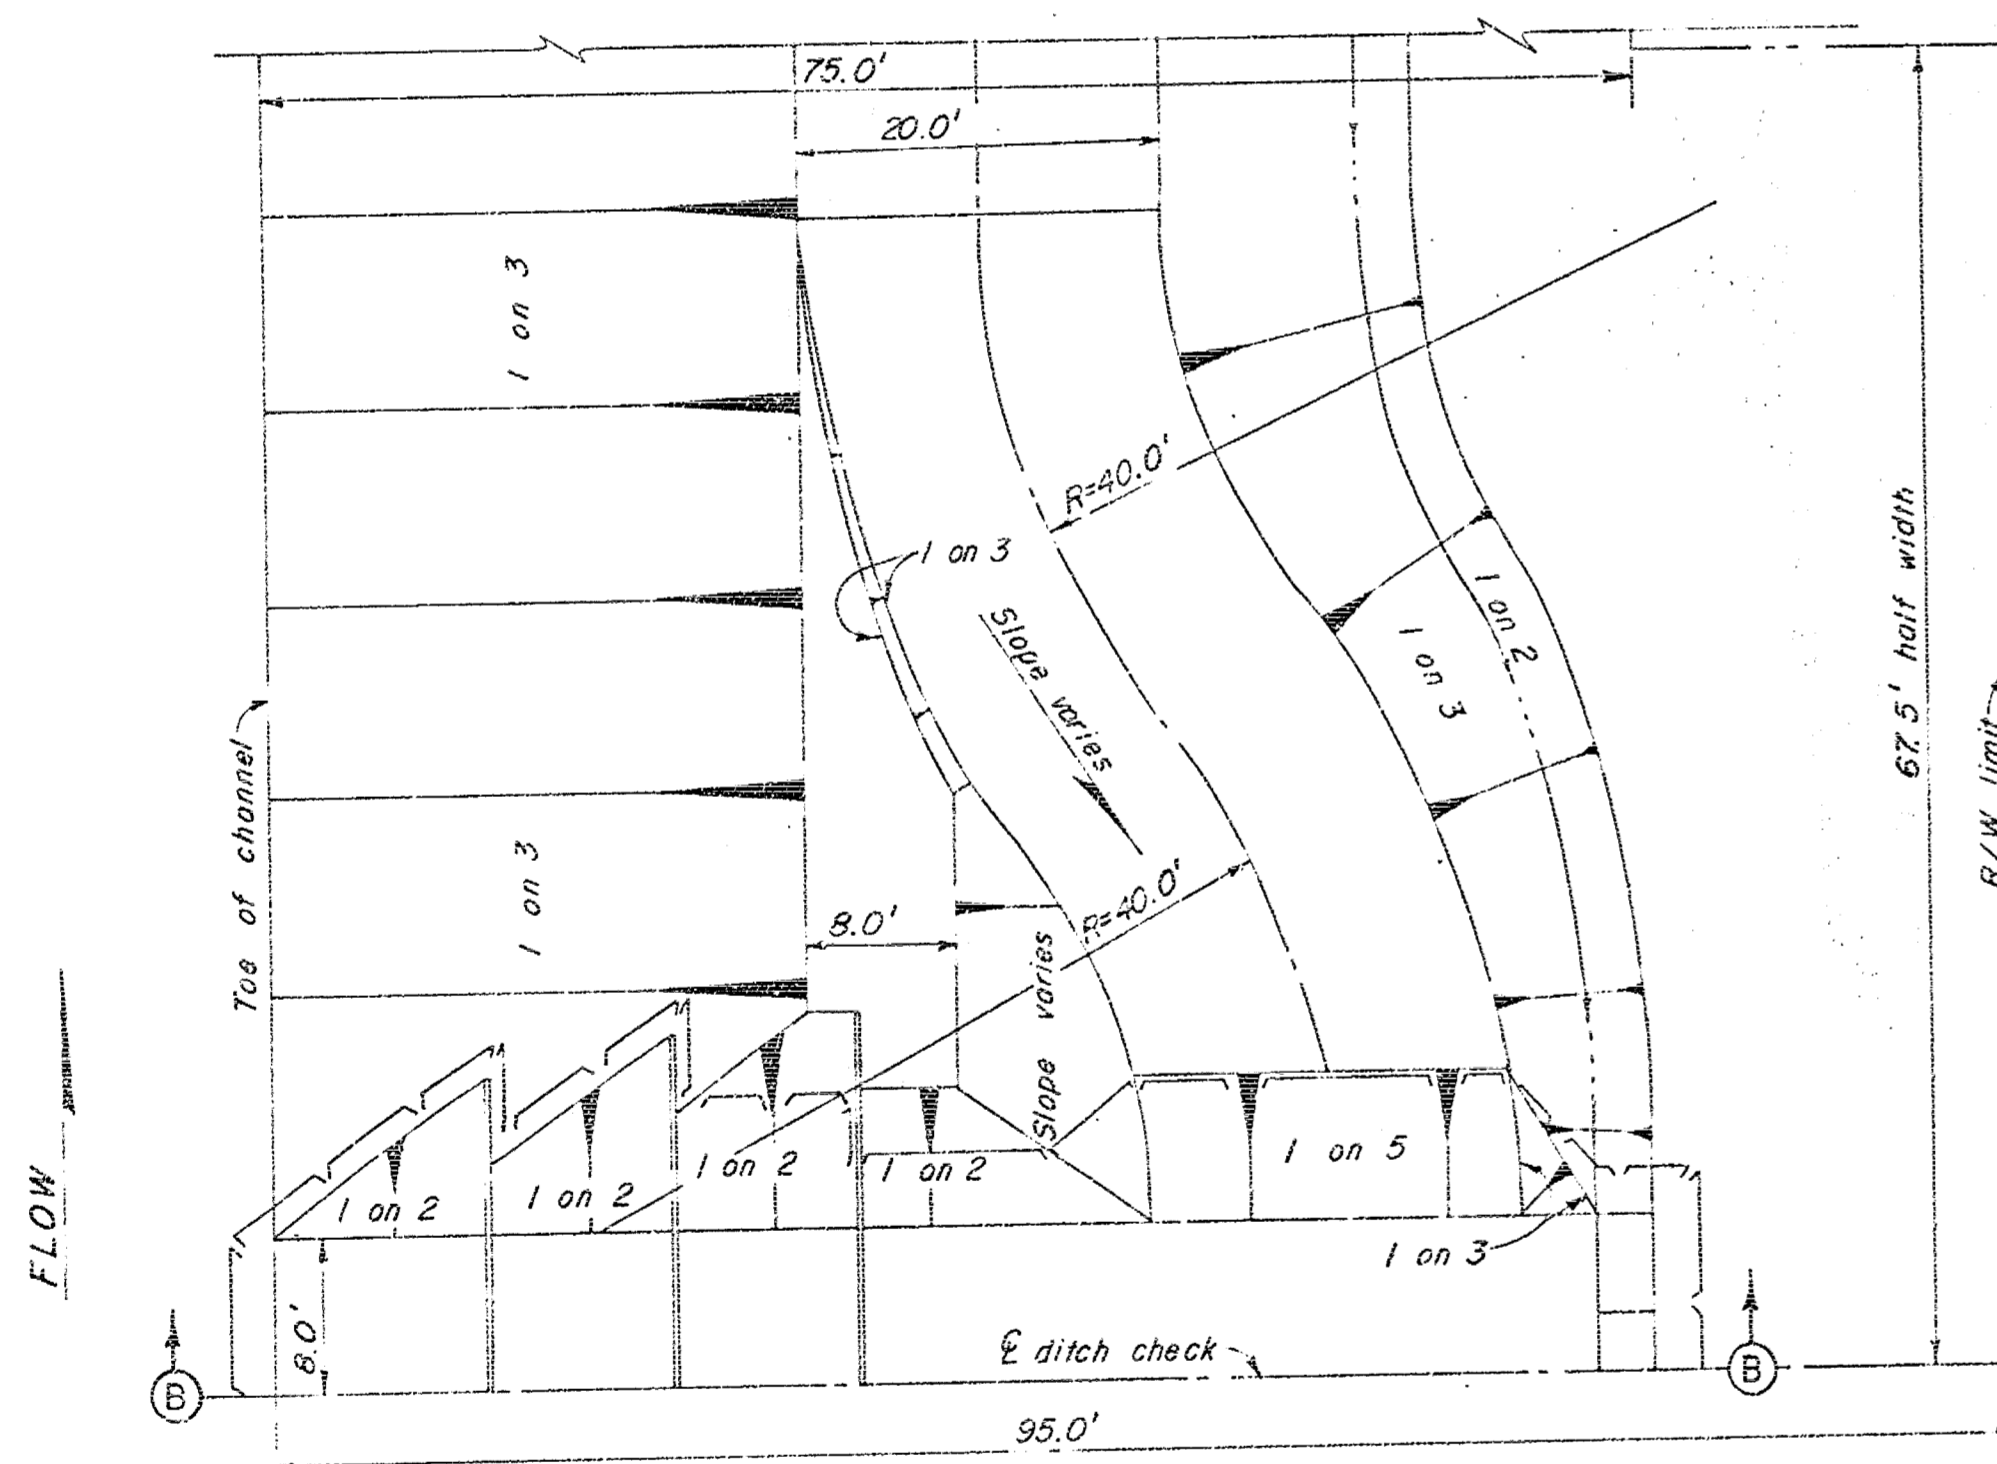 75.0'
20.0'
1 on 3
R=40.0'
1 on 3
Slope varies
1 on 2
1 on 3
67.5' half width
R/W limit
Toe of channel
1 on 3
8.0'
R=40.0'
Slope varies
FLOW
1 on 2
1 on 2
1 on 2
1 on 2
1 on 5
1 on 3
8.0'
℄ ditch check
B
B
95.0'